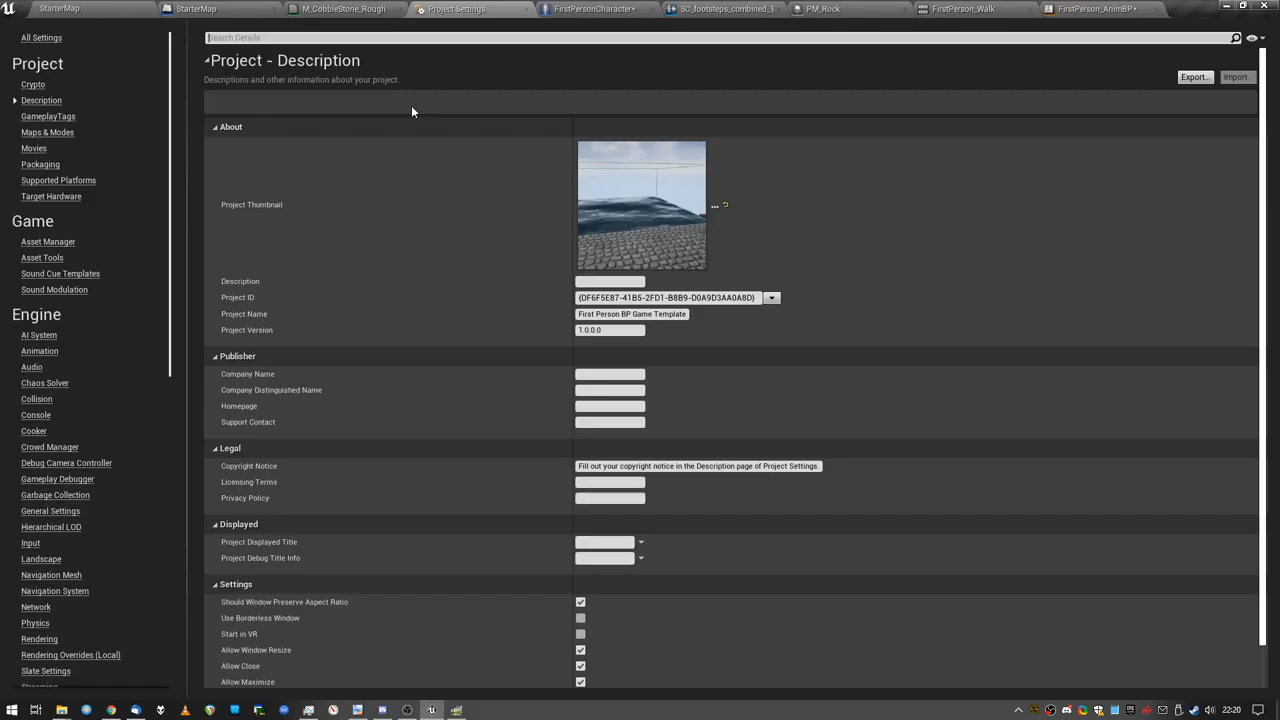 StarterMap
StarterMap
M_CobbleStone_Rough
Project Settings
FirstPersonCharacter*
SC_footsteps_combined_1
PM_Rock
FirstPerson_Walk
FirstPerson_AnimBP*
All Settings
Project
Crypto
Description
GameplayTags
Maps & Modes
Movies
Packaging
Supported Platforms
Target Hardware
Game
Asset Manager
Asset Tools
Sound Cue Templates
Sound Modulation
Engine
AI System
Animation
Audio
Chaos Solver
Collision
Console
Cooker
Crowd Manager
Debug Camera Controller
Gameplay Debugger
Garbage Collection
General Settings
Hierarchical LOD
Input
Landscape
Navigation Mesh
Navigation System
Network
Physics
Rendering
Rendering Overrides (Local)
Slate Settings
Streaming
Search Details
Project - Description
Descriptions and other information about your project.
Export...
Import...
About
Project Thumbnail
Description
Project ID {DF6F5E87-41B5-2FD1-B8B9-D0A9D3AA0A8D}
Project Name First Person BP Game Template
Project Version 1.0.0.0
Publisher
Company Name
Company Distinguished Name
Homepage
Support Contact
Legal
Copyright Notice Fill out your copyright notice in the Description page of Project Settings.
Licensing Terms
Privacy Policy
Displayed
Project Displayed Title
Project Debug Title Info
Settings
Should Window Preserve Aspect Ratio
Use Borderless Window
Start in VR
Allow Window Resize
Allow Close
Allow Maximize
22:20